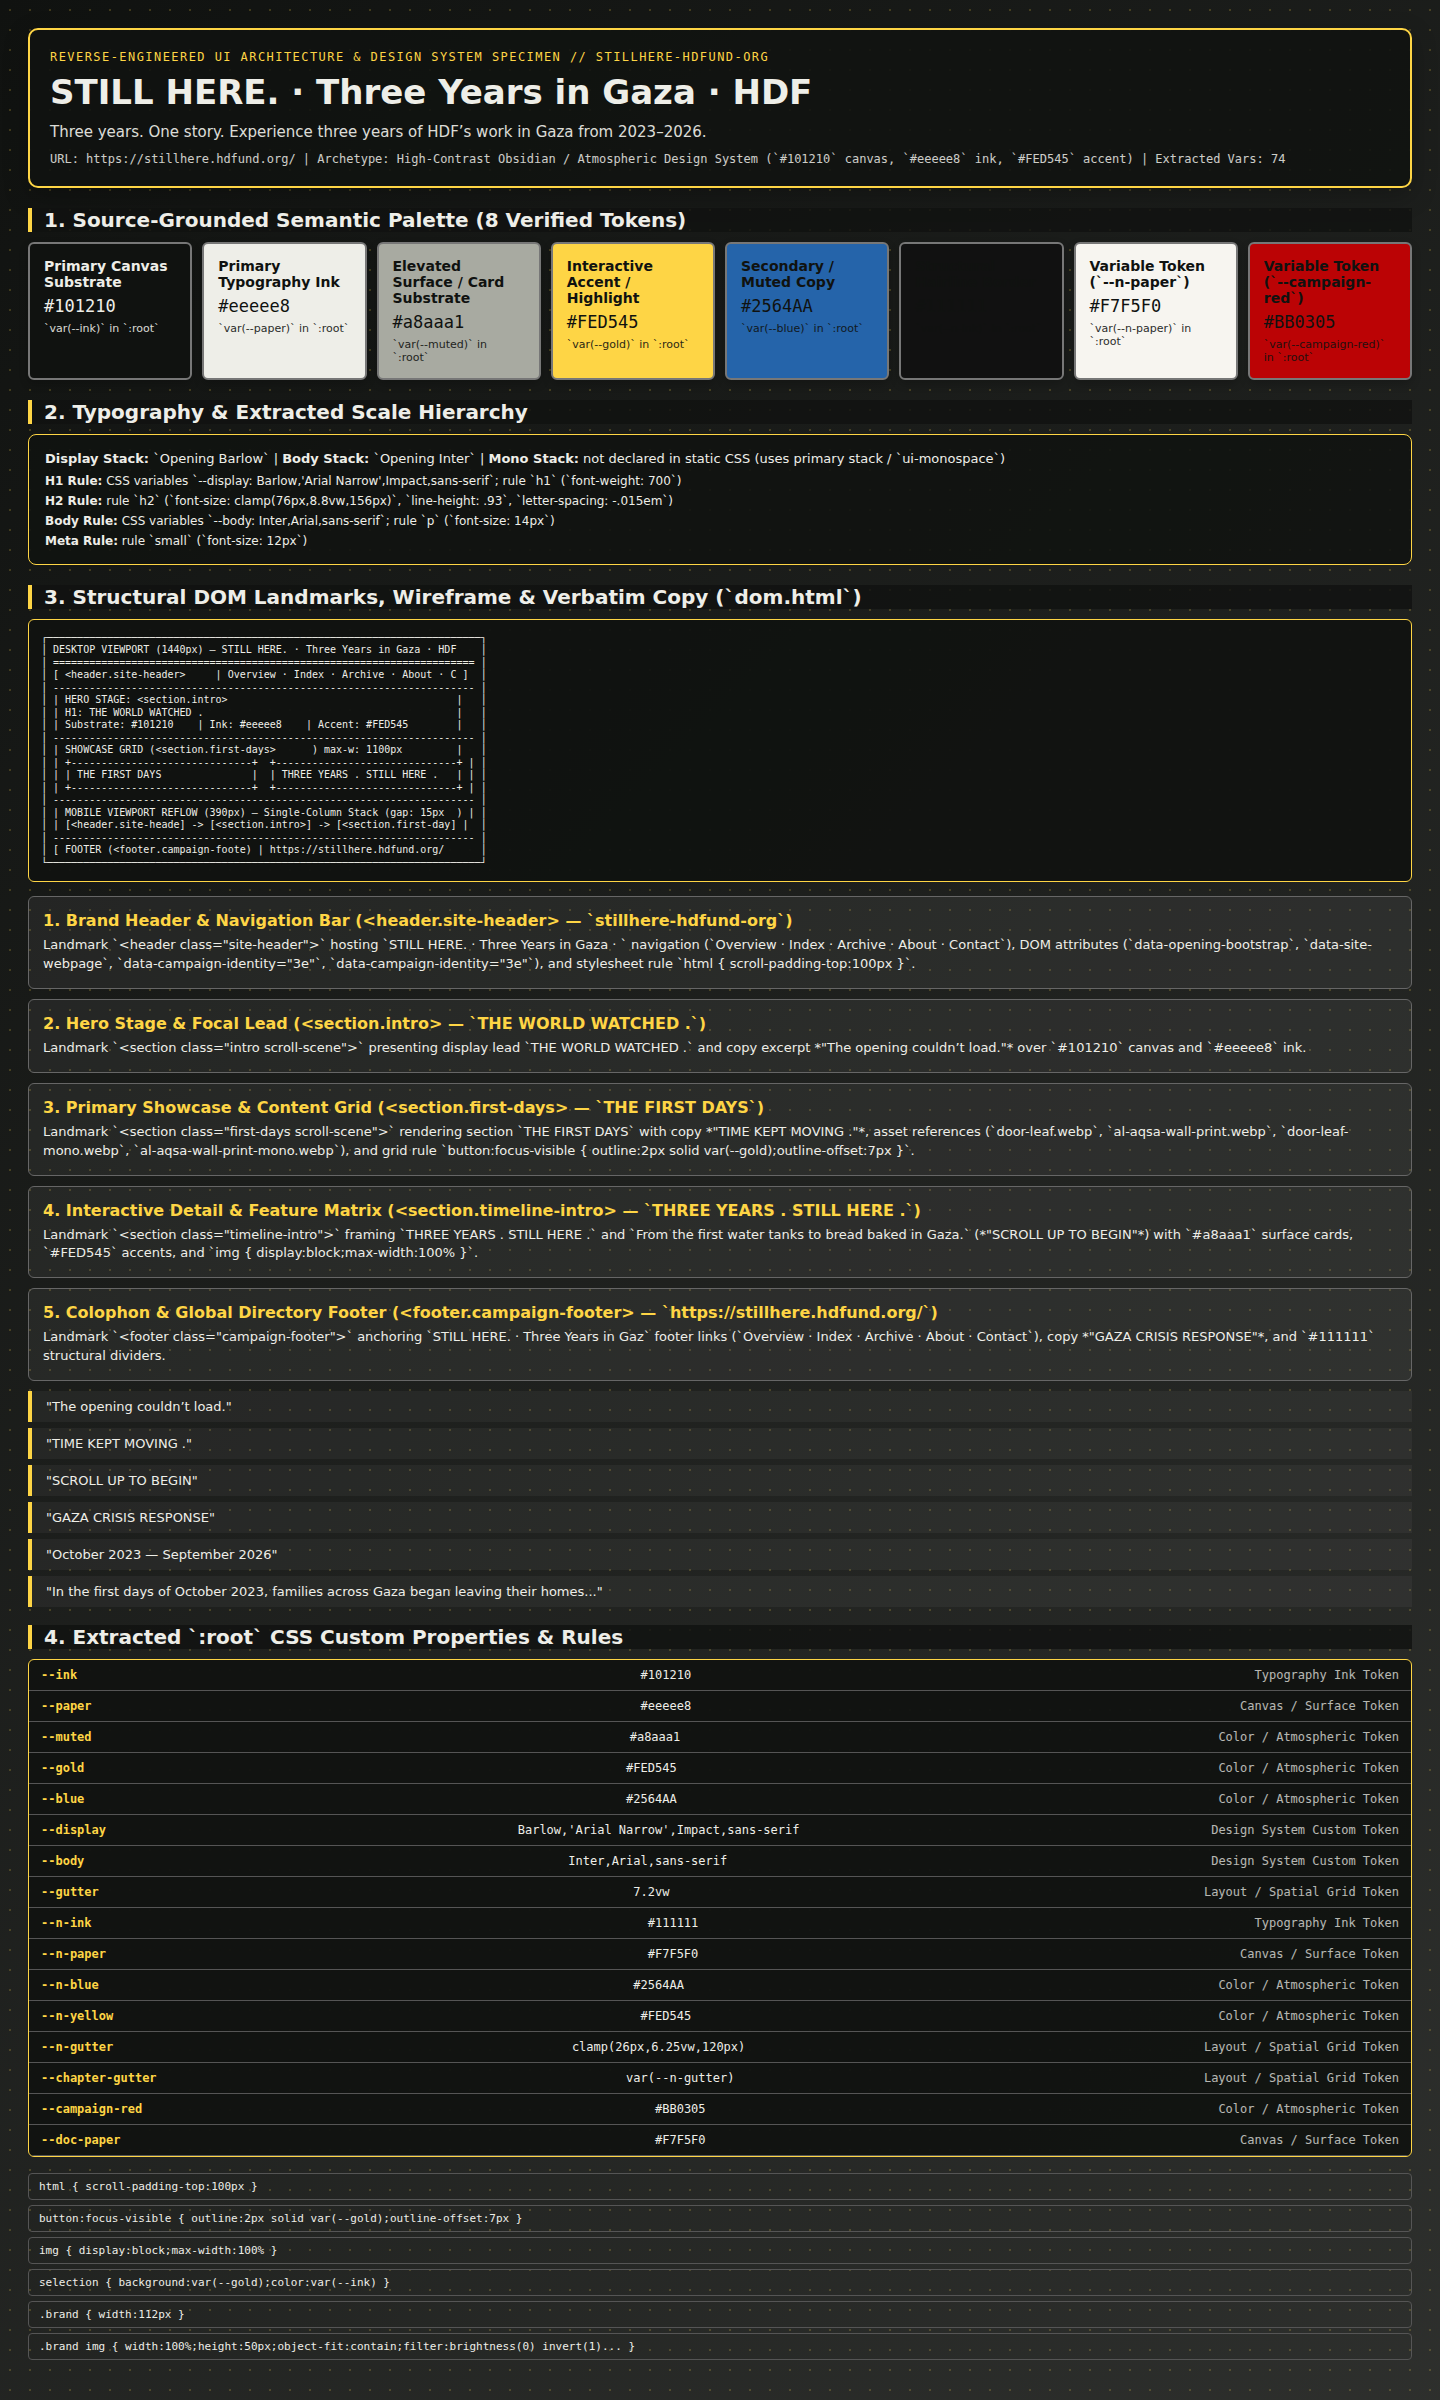 REVERSE-ENGINEERED UI ARCHITECTURE & DESIGN SYSTEM SPECIMEN // STILLHERE-HDFUND-ORG
STILL HERE. · Three Years in Gaza · HDF
Three years. One story. Experience three years of HDF’s work in Gaza from 2023–2026.
URL: https://stillhere.hdfund.org/ | Archetype: High-Contrast Obsidian / Atmospheric Design System (`#101210` canvas, `#eeeee8` ink, `#FED545` accent) | Extracted Vars: 74
1. Source-Grounded Semantic Palette (8 Verified Tokens)
Primary Canvas
Substrate
#101210
`var(--ink)` in `:root`
Primary
Typography Ink
#eeeee8
`var(--paper)` in `:root`
Elevated
Surface / Card
Substrate
#a8aaa1
`var(--muted)` in
`:root`
Interactive
Accent /
Highlight
#FED545
`var(--gold)` in `:root`
Secondary /
Muted Copy
#2564AA
`var(--blue)` in `:root`
Variable Token
(`--n-paper`)
#F7F5F0
`var(--n-paper)` in
`:root`
Variable Token
(`--campaign-
red`)
#BB0305
`var(--campaign-red)`
in `:root`
2. Typography & Extracted Scale Hierarchy
Display Stack: `Opening Barlow` | Body Stack: `Opening Inter` | Mono Stack: not declared in static CSS (uses primary stack / `ui-monospace`)
H1 Rule: CSS variables `--display: Barlow,'Arial Narrow',Impact,sans-serif`; rule `h1` (`font-weight: 700`)
H2 Rule: rule `h2` (`font-size: clamp(76px,8.8vw,156px)`, `line-height: .93`, `letter-spacing: -.015em`)
Body Rule: CSS variables `--body: Inter,Arial,sans-serif`; rule `p` (`font-size: 14px`)
Meta Rule: rule `small` (`font-size: 12px`)
3. Structural DOM Landmarks, Wireframe & Verbatim Copy (`dom.html`)
DESKTOP VIEWPORT (1440px) — STILL HERE. · Three Years in Gaza · HDF
======================================================================
[ <header.site-header>     | Overview · Index · Archive · About · C ]
----------------------------------------------------------------------
| HERO STAGE: <section.intro>                                      |
| H1: THE WORLD WATCHED .                                          |
| Substrate: #101210    | Ink: #eeeee8    | Accent: #FED545        |
----------------------------------------------------------------------
| SHOWCASE GRID (<section.first-days>      ) max-w: 1100px         |
| +------------------------------+  +------------------------------+ |
| | THE FIRST DAYS               |  | THREE YEARS . STILL HERE .   | |
| +------------------------------+  +------------------------------+ |
----------------------------------------------------------------------
| MOBILE VIEWPORT REFLOW (390px) — Single-Column Stack (gap: 15px  ) |
| [<header.site-heade] -> [<section.intro>] -> [<section.first-day] |
----------------------------------------------------------------------
[ FOOTER (<footer.campaign-foote) | https://stillhere.hdfund.org/
1. Brand Header & Navigation Bar (<header.site-header> — `stillhere-hdfund-org`)
Landmark `<header class="site-header">` hosting `STILL HERE. · Three Years in Gaza · ` navigation (`Overview · Index · Archive · About · Contact`), DOM attributes (`data-opening-bootstrap`, `data-site-
webpage`, `data-campaign-identity="3e"`, `data-campaign-identity="3e"`), and stylesheet rule `html { scroll-padding-top:100px }`.
2. Hero Stage & Focal Lead (<section.intro> — `THE WORLD WATCHED .`)
Landmark `<section class="intro scroll-scene">` presenting display lead `THE WORLD WATCHED .` and copy excerpt *"The opening couldn’t load."* over `#101210` canvas and `#eeeee8` ink.
3. Primary Showcase & Content Grid (<section.first-days> — `THE FIRST DAYS`)
Landmark `<section class="first-days scroll-scene">` rendering section `THE FIRST DAYS` with copy *"TIME KEPT MOVING ."*, asset references (`door-leaf.webp`, `al-aqsa-wall-print.webp`, `door-leaf-
mono.webp`, `al-aqsa-wall-print-mono.webp`), and grid rule `button:focus-visible { outline:2px solid var(--gold);outline-offset:7px }`.
4. Interactive Detail & Feature Matrix (<section.timeline-intro> — `THREE YEARS . STILL HERE .`)
Landmark `<section class="timeline-intro">` framing `THREE YEARS . STILL HERE .` and `From the first water tanks to bread baked in Gaza.` (*"SCROLL UP TO BEGIN"*) with `#a8aaa1` surface cards,
`#FED545` accents, and `img { display:block;max-width:100% }`.
5. Colophon & Global Directory Footer (<footer.campaign-footer> — `https://stillhere.hdfund.org/`)
Landmark `<footer class="campaign-footer">` anchoring `STILL HERE. · Three Years in Gaz` footer links (`Overview · Index · Archive · About · Contact`), copy *"GAZA CRISIS RESPONSE"*, and `#111111`
structural dividers.
"The opening couldn’t load."
"TIME KEPT MOVING ."
"SCROLL UP TO BEGIN"
"GAZA CRISIS RESPONSE"
"October 2023 — September 2026"
"In the first days of October 2023, families across Gaza began leaving their homes..."
4. Extracted `:root` CSS Custom Properties & Rules
--ink #101210 Typography Ink Token
--paper #eeeee8 Canvas / Surface Token
--muted #a8aaa1 Color / Atmospheric Token
--gold #FED545 Color / Atmospheric Token
--blue #2564AA Color / Atmospheric Token
--display Barlow,'Arial Narrow',Impact,sans-serif Design System Custom Token
--body Inter,Arial,sans-serif Design System Custom Token
--gutter 7.2vw Layout / Spatial Grid Token
--n-ink #111111 Typography Ink Token
--n-paper #F7F5F0 Canvas / Surface Token
--n-blue #2564AA Color / Atmospheric Token
--n-yellow #FED545 Color / Atmospheric Token
--n-gutter clamp(26px,6.25vw,120px) Layout / Spatial Grid Token
--chapter-gutter var(--n-gutter) Layout / Spatial Grid Token
--campaign-red #BB0305 Color / Atmospheric Token
--doc-paper #F7F5F0 Canvas / Surface Token
html { scroll-padding-top:100px }
button:focus-visible { outline:2px solid var(--gold);outline-offset:7px }
img { display:block;max-width:100% }
selection { background:var(--gold);color:var(--ink) }
.brand { width:112px }
.brand img { width:100%;height:50px;object-fit:contain;filter:brightness(0) invert(1)... }